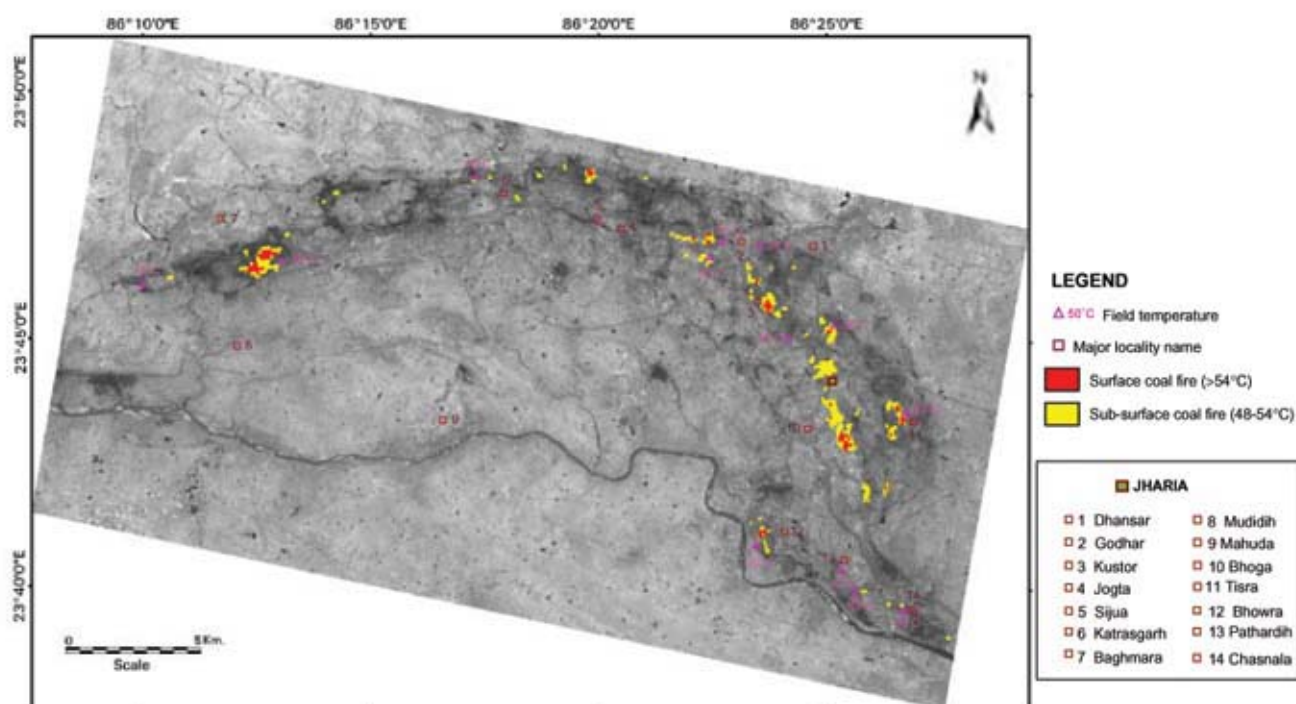 86°10'0"E 86°15'0"E 86°20'0"E 86°25'0"E
23°50'0"E
23°45'0"E
23°40'0"E
N
7
5
1
8
9
0 5Km.
Scale
LEGEND
50°C Field temperature
Major locality name
Surface coal fire (>54°C)
Sub-surface coal fire (48-54°C)
JHARIA
1 Dhansar
2 Godhar
3 Kustor
4 Jogta
5 Sijua
6 Katrasgarh
7 Baghmara
8 Mudidih
9 Mahuda
10 Bhoga
11 Tisra
12 Bhowra
13 Pathardih
14 Chasnala